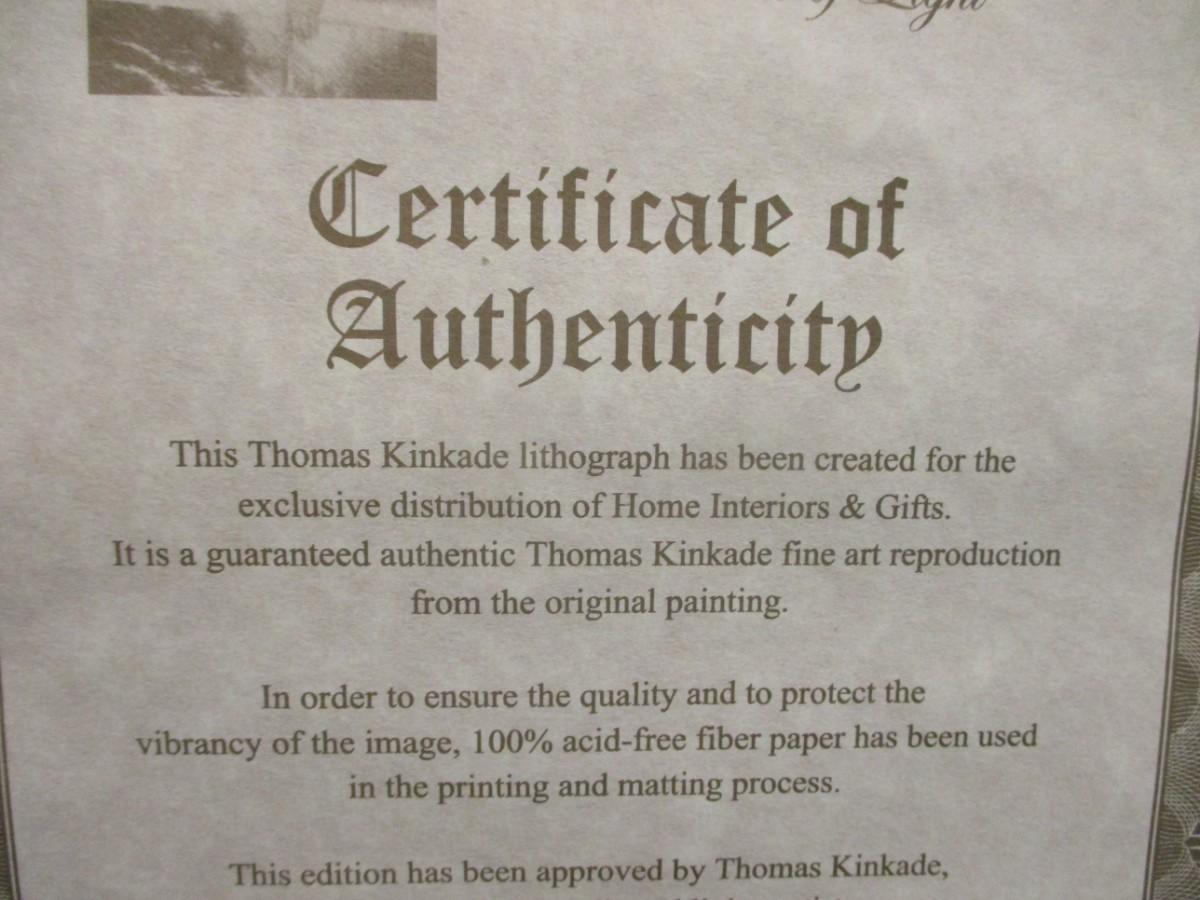 of Light
Certificate of
Authenticity
This Thomas Kinkade lithograph has been created for the
exclusive distribution of Home Interiors & Gifts.
It is a guaranteed authentic Thomas Kinkade fine art reproduction
from the original painting.
In order to ensure the quality and to protect the
vibrancy of the image, 100% acid-free fiber paper has been used
in the printing and matting process.
This edition has been approved by Thomas Kinkade,